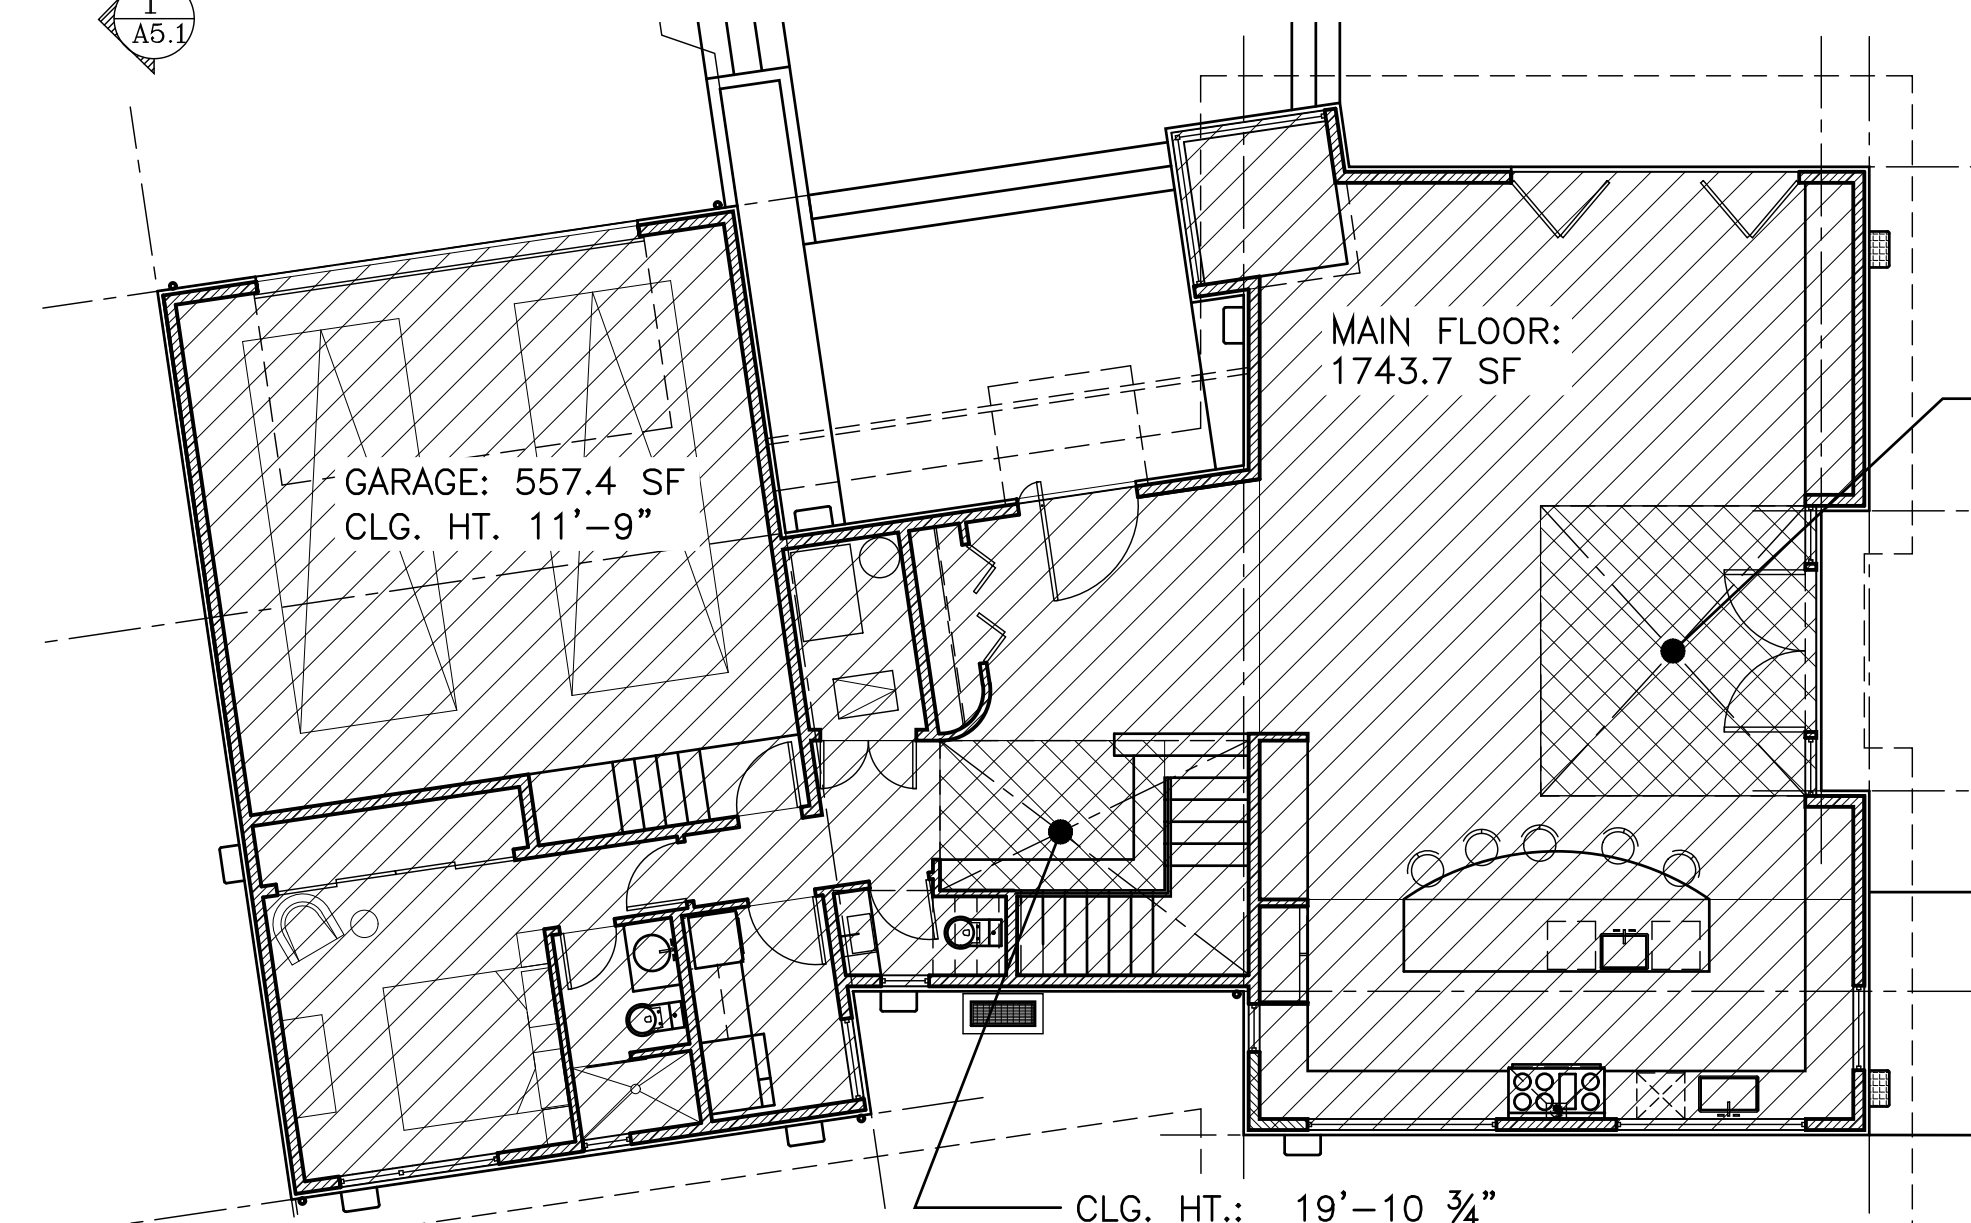 1
A5.1
MAIN FLOOR:
1743.7 SF
GARAGE: 557.4 SF
CLG. HT. 11'-9"
CLG. HT.: 19'-10 ¾"